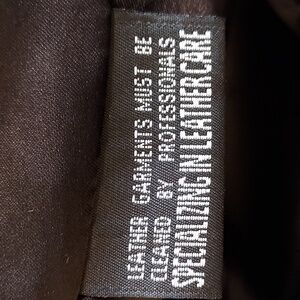 LEATHER GARMENTS MUST BE
CLEANED BY PROFESSIONALS
SPECIALIZING IN LEATHER CARE